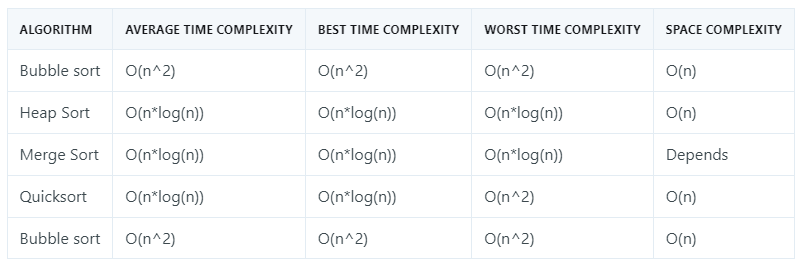 ALGORITHM AVERAGE TIME COMPLEXITY BEST TIME COMPLEXITY WORST TIME COMPLEXITY SPACE COMPLEXITY
Bubble sort O(n^2) O(n^2) O(n^2) O(n)
Heap Sort O(n*log(n)) O(n*log(n)) O(n*log(n)) O(n)
Merge Sort O(n*log(n)) O(n*log(n)) O(n*log(n)) Depends
Quicksort O(n*log(n)) O(n*log(n)) O(n^2) O(n)
Bubble sort O(n^2) O(n^2) O(n^2) O(n)